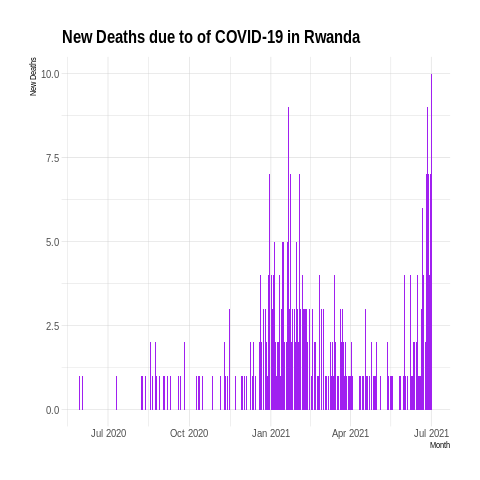 New Deaths due to of COVID-19 in Rwanda
New Deaths
10.0
7.5
5.0
2.5
0.0
Jul 2020 Oct 2020 Jan 2021 Apr 2021 Jul 2021
Month